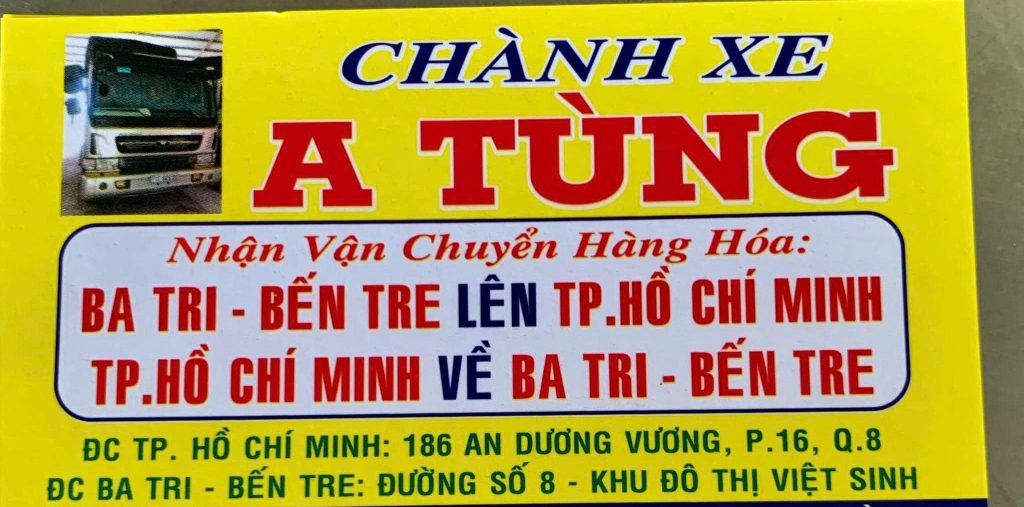 CHÀNH XE
A TÙNG
Nhận Vận Chuyển Hàng Hóa:
BA TRI - BẾN TRE LÊN TP.HỒ CHÍ MINH
TP.HỒ CHÍ MINH VỀ BA TRI - BẾN TRE
ĐC TP. HỒ CHÍ MINH: 186 AN DƯƠNG VƯƠNG, P.16, Q.8
ĐC BA TRI - BẾN TRE: ĐƯỜNG SỐ 8 - KHU ĐÔ THỊ VIỆT SINH